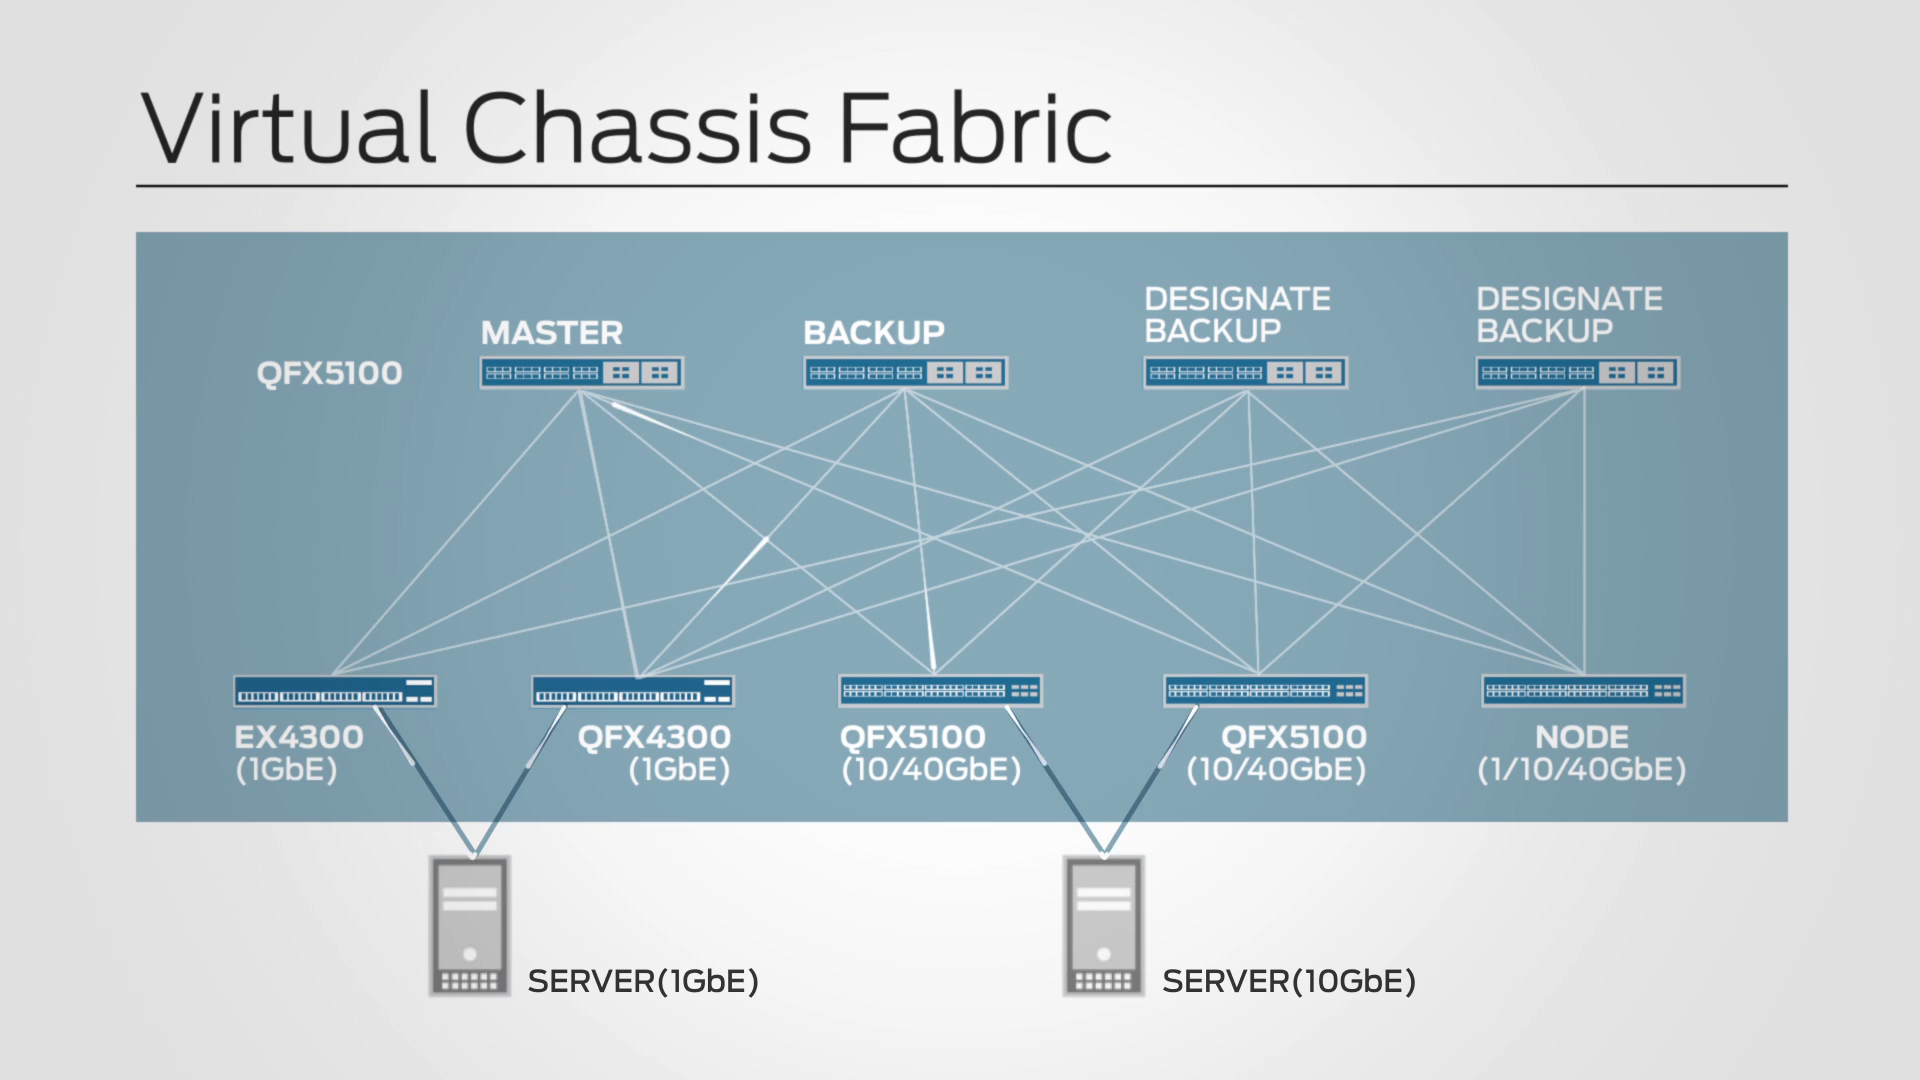 Virtual Chassis Fabric
QFX5100
MASTER
BACKUP
DESIGNATE
BACKUP
DESIGNATE
BACKUP
EX4300
(1GbE)
QFX4300
(1GbE)
QFX5100
(10/40GbE)
QFX5100
(10/40GbE)
NODE
(1/10/40GbE)
SERVER(1GbE)
SERVER(10GbE)